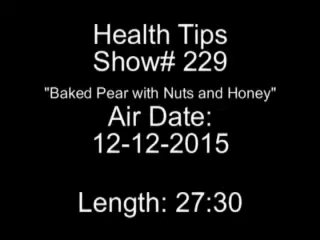 Health Tips
Show# 229
"Baked Pear with Nuts and Honey"
Air Date:
12-12-2015
Length: 27:30